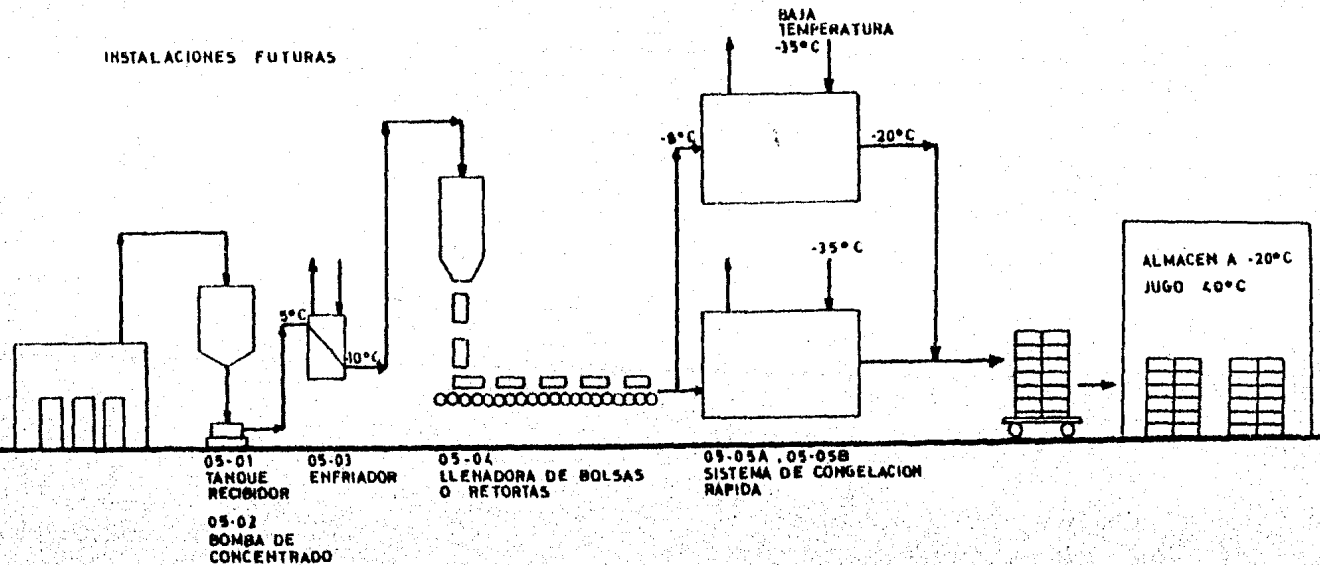 INSTALACIONES FUTURAS
BAJA
TEMPERATURA
-35°C
-8°C
-20°C
-35°C
5°C
-10°C
ALMACEN A -20°C
JUGO 40°C
05-01
TANQUE
RECIBIDOR
05-02
BOMBA DE
CONCENTRADO
05-03
ENFRIADOR
05-04
LLENADORA DE BOLSAS
O RETORTAS
05-05A, 05-05B
SISTEMA DE CONGELACION
RAPIDA